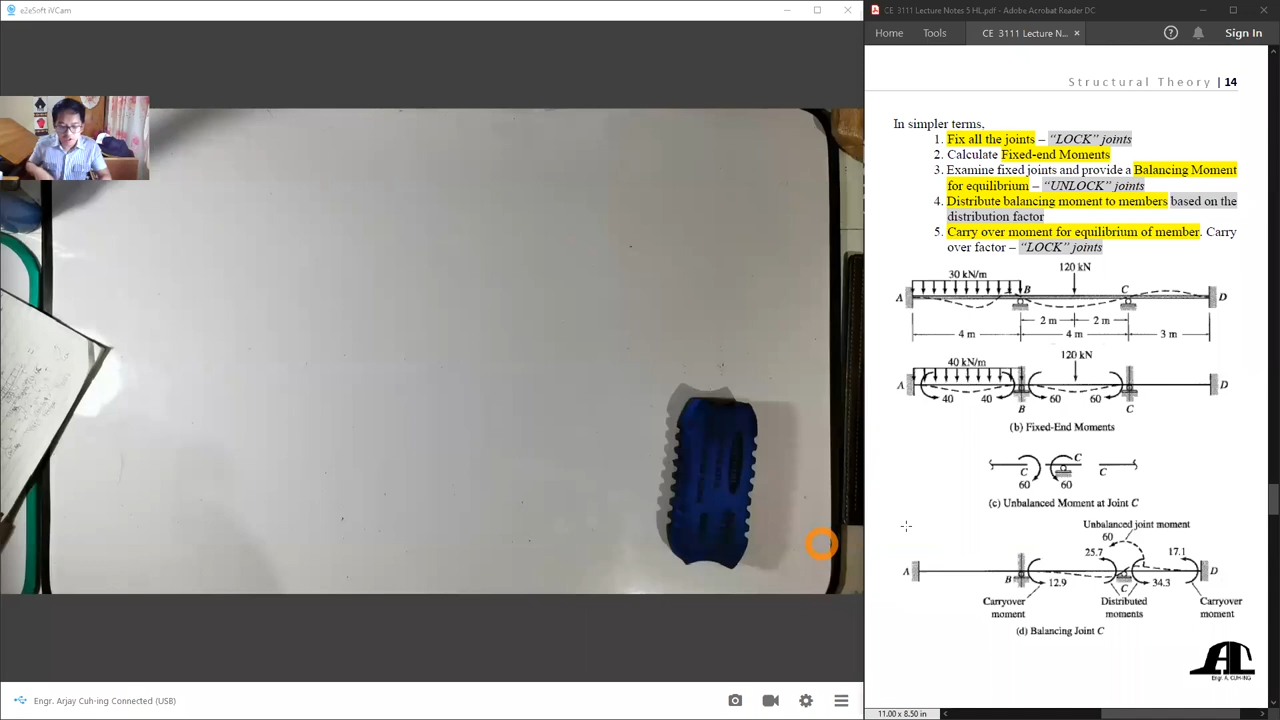 e2eSoft iVCam
CE 3111 Lecture Notes 5 HL.pdf - Adobe Acrobat Reader DC
Home Tools CE 3111 Lecture N... × Sign In
Structural Theory | 14
In simpler terms,
1. Fix all the joints – “LOCK” joints
2. Calculate Fixed-end Moments
3. Examine fixed joints and provide a Balancing Moment
for equilibrium – “UNLOCK” joints
4. Distribute balancing moment to members based on the
distribution factor
5. Carry over moment for equilibrium of member. Carry
over factor – “LOCK” joints
120 kN
30 kN/m
A B C D
2 m 2 m
4 m 4 m 3 m
120 kN
40 kN/m
A D
40 40 60 60
B C
(b) Fixed-End Moments
C
C C
60 60
(c) Unbalanced Moment at Joint C
Unbalanced joint moment
60
25.7 17.1
A B C D
12.9 34.3
Carryover Distributed Carryover
moment moments moment
(d) Balancing Joint C
Engr. A. CUH-ING
Engr. Arjay Cuh-ing Connected (USB)
11.00 x 8.50 in